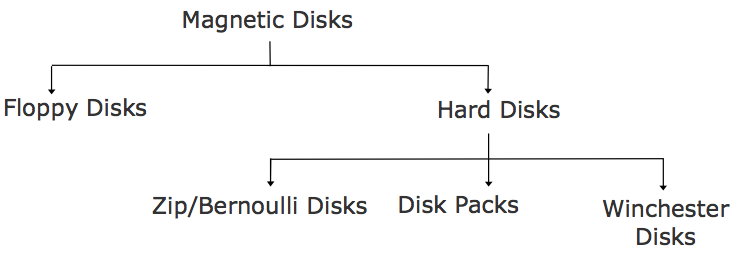 Magnetic Disks
Floppy Disks
Hard Disks
Zip/Bernoulli Disks
Disk Packs
Winchester
Disks